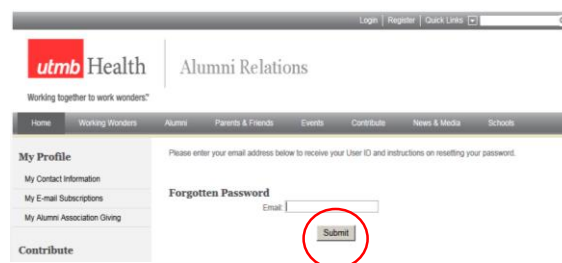 Login | Register | Quick Links
utmb Health
Alumni Relations
Working together to work wonders.™
Home Working Wonders Alumni Parents & Friends Events Contribute News & Media Schools
My Profile
Please enter your email address below to receive your User ID and instructions on resetting your password.
My Contact Information
My E-mail Subscriptions
Forgotten Password
Email:
My Alumni Association Giving
Submit
Contribute